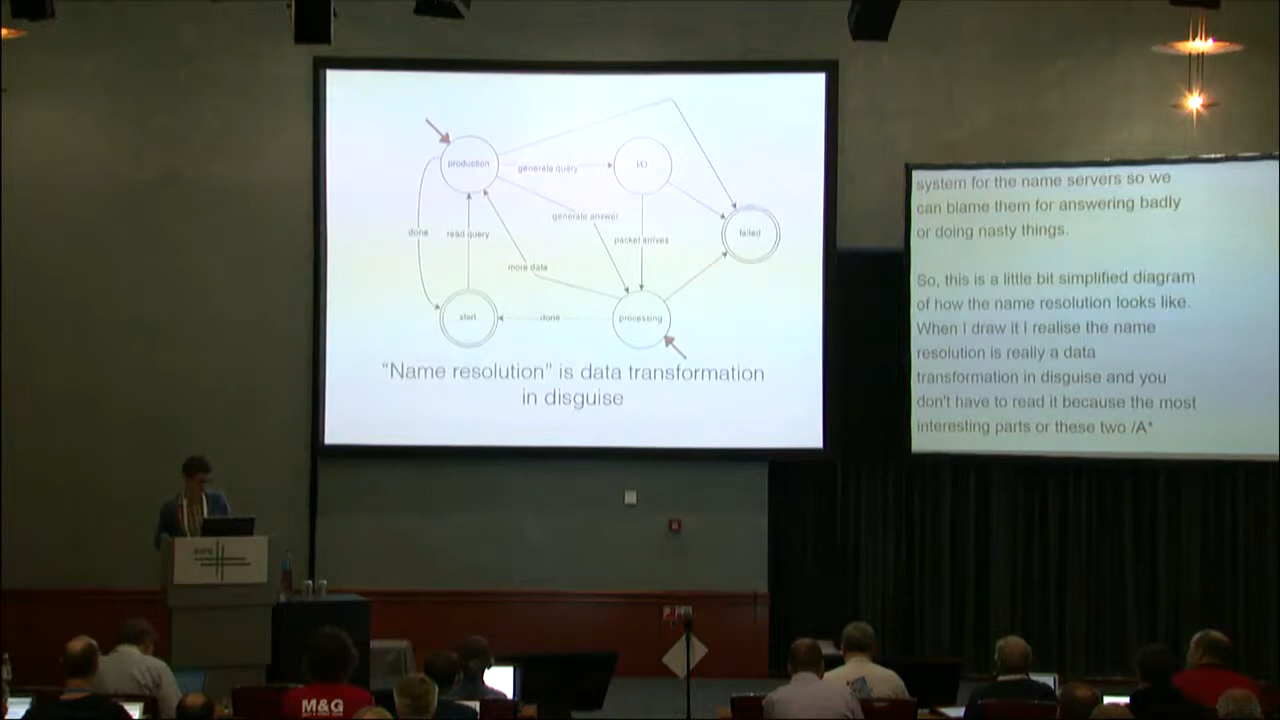 production
generate query
I/O
generate answer
done
read query
packet arrives
failed
more data
start
done
processing
"Name resolution" is data transformation
in disguise
system for the name servers so we
can blame them for answering badly
or doing nasty things.
So, this is a little bit simplified diagram
of how the name resolution looks like.
When I draw it I realise the name
resolution is really a data
transformation in disguise and you
don't have to read it because the most
interesting parts or these two /A*
RIPE
M&G